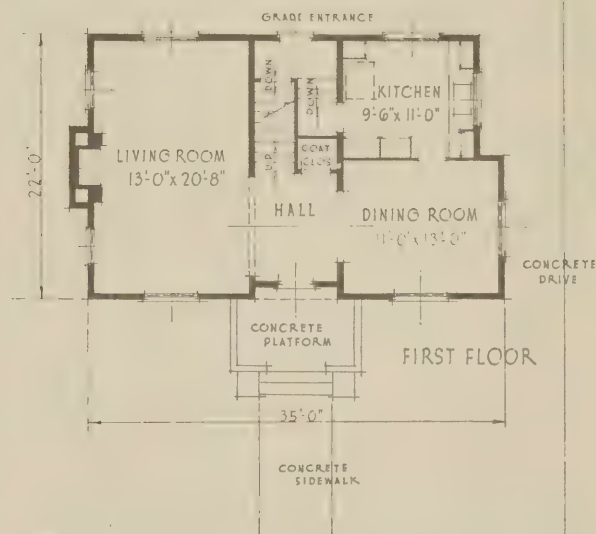 GRADE ENTRANCE
DOWN
DOWN
KITCHEN
9'-6" x 11'-0"
22'-0"
LIVING ROOM
13'-0" x 20'-8"
UP
COAT
CLOS.
HALL
DINING ROOM
11'-0" x 13'-0"
CONCRETE
DRIVE
CONCRETE
PLATFORM
FIRST FLOOR
35'-0"
CONCRETE
SIDEWALK